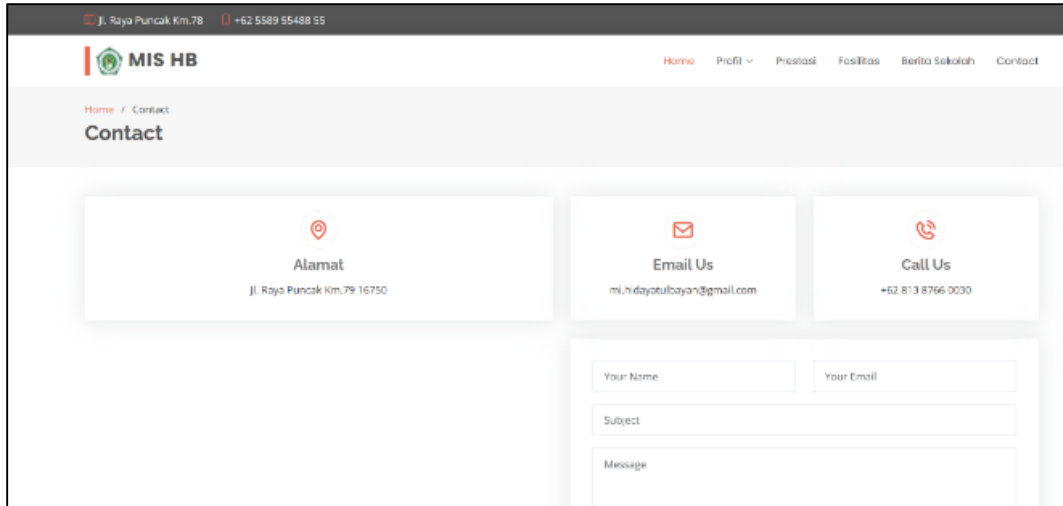 Jl. Raya Puncak Km.78 +62 5589 55488 55
MIS HB
Home Profil Prestasi Fasilitas Berita Sekolah Contact
Home / Contact
Contact
Alamat
Jl. Raya Puncak Km.79 16750
Email Us
mi.hidayatulbayan@gmail.com
Call Us
+62 813 8766 0030
Your Name
Your Email
Subject
Message